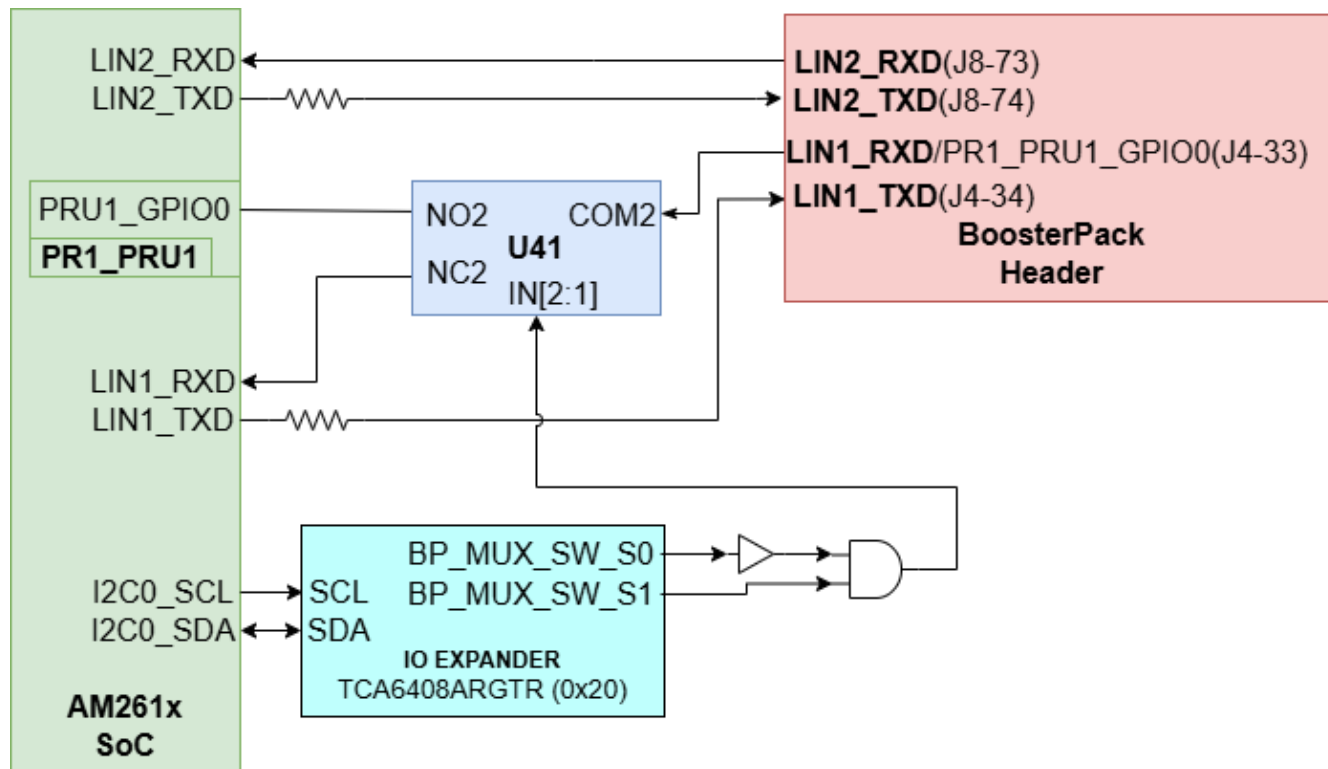 LIN2_RXD
LIN2_TXD
PRU1_GPIO0
PR1_PRU1
LIN1_RXD
LIN1_TXD
I2C0_SCL
I2C0_SDA
AM261x
SoC
NO2
COM2
U41
NC2
IN[2:1]
LIN2_RXD(J8-73)
LIN2_TXD(J8-74)
LIN1_RXD/PR1_PRU1_GPIO0(J4-33)
LIN1_TXD(J4-34)
BoosterPack
Header
BP_MUX_SW_S0
BP_MUX_SW_S1
SCL
SDA
IO EXPANDER
TCA6408ARGTR (0x20)